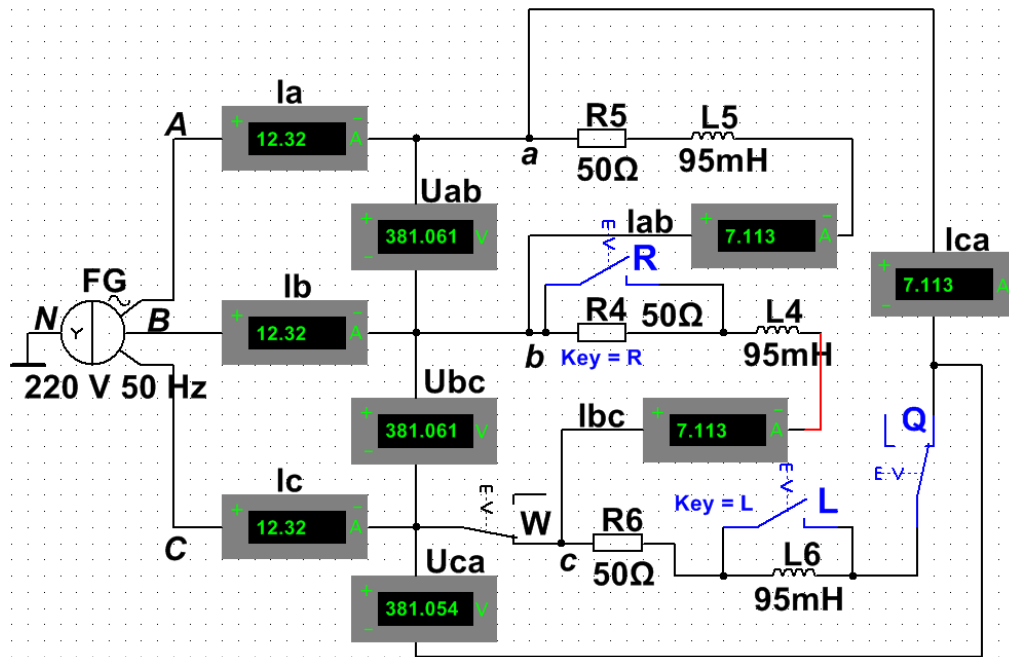 Ia
A
+
−
12.32
A
R5
L5
a
50Ω
95mH
Uab
+
381.061
V
−
E
V
Iab
+
−
7.113
A
Ica
+
7.113
A
−
R
FG
N
Y
B
Ib
+
−
12.32
A
R4
50Ω
L4
b
Key = R
95mH
220 V 50 Hz
Ubc
+
381.061
V
−
Ibc
+
−
7.113
A
Q
E V
Ic
+
−
12.32
A
C
E
V
W
Key = L
E
V
L
R6
c
50Ω
L6
95mH
Uca
+
381.054
V
−